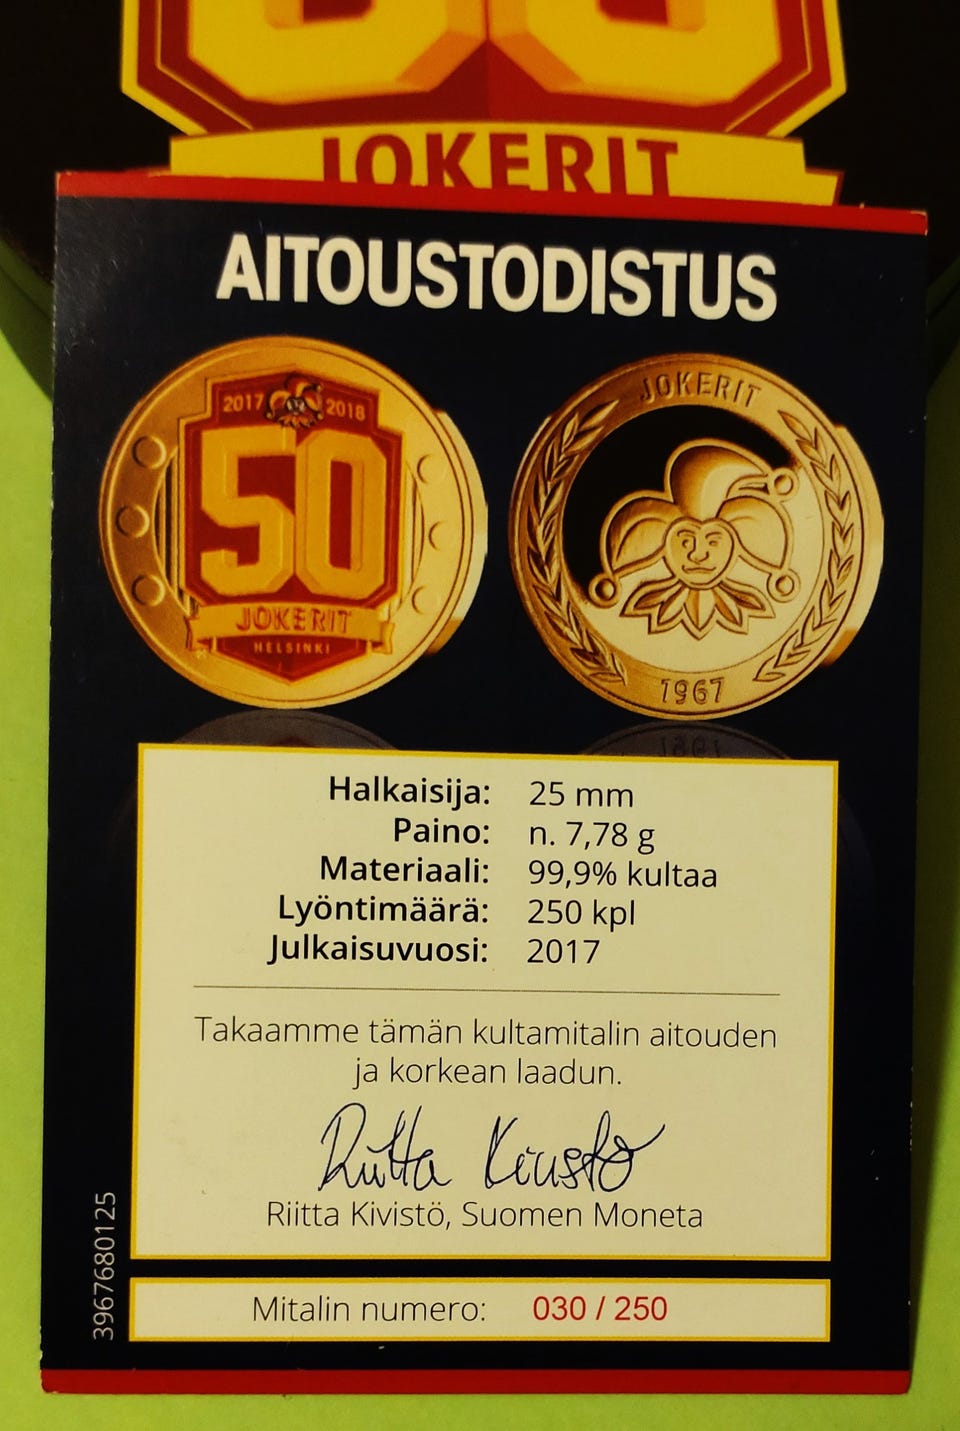 JOKERIT
AITOUSTODISTUS
2017 2018
50
JOKERIT
HELSINKI
JOKERIT
1967
Halkaisija: 25 mm
Paino: n. 7,78 g
Materiaali: 99,9% kultaa
Lyöntimäärä: 250 kpl
Julkaisuvuosi: 2017
Takaamme tämän kultamitalin aitouden
ja korkean laadun.
Riitta Kivistö
Riitta Kivistö, Suomen Moneta
Mitalin numero: 030 / 250
3967680125